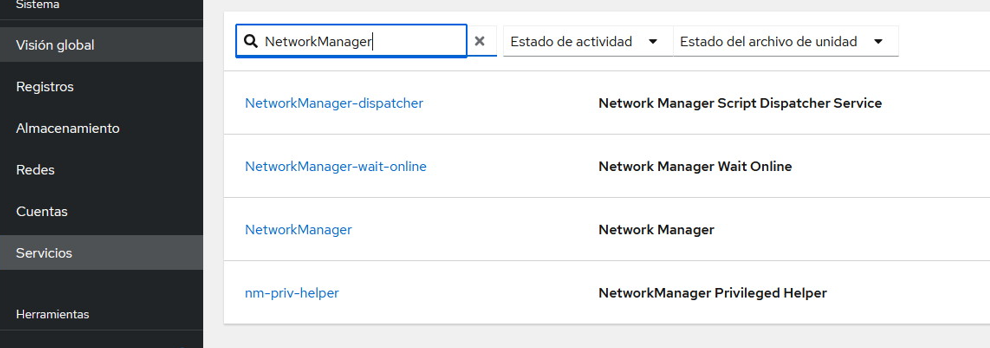 Sistema
Visión global
Registros
Almacenamiento
Redes
Cuentas
Servicios
Herramientas
NetworkManager
Estado de actividad
Estado del archivo de unidad
NetworkManager-dispatcher Network Manager Script Dispatcher Service
NetworkManager-wait-online Network Manager Wait Online
NetworkManager Network Manager
nm-priv-helper NetworkManager Privileged Helper